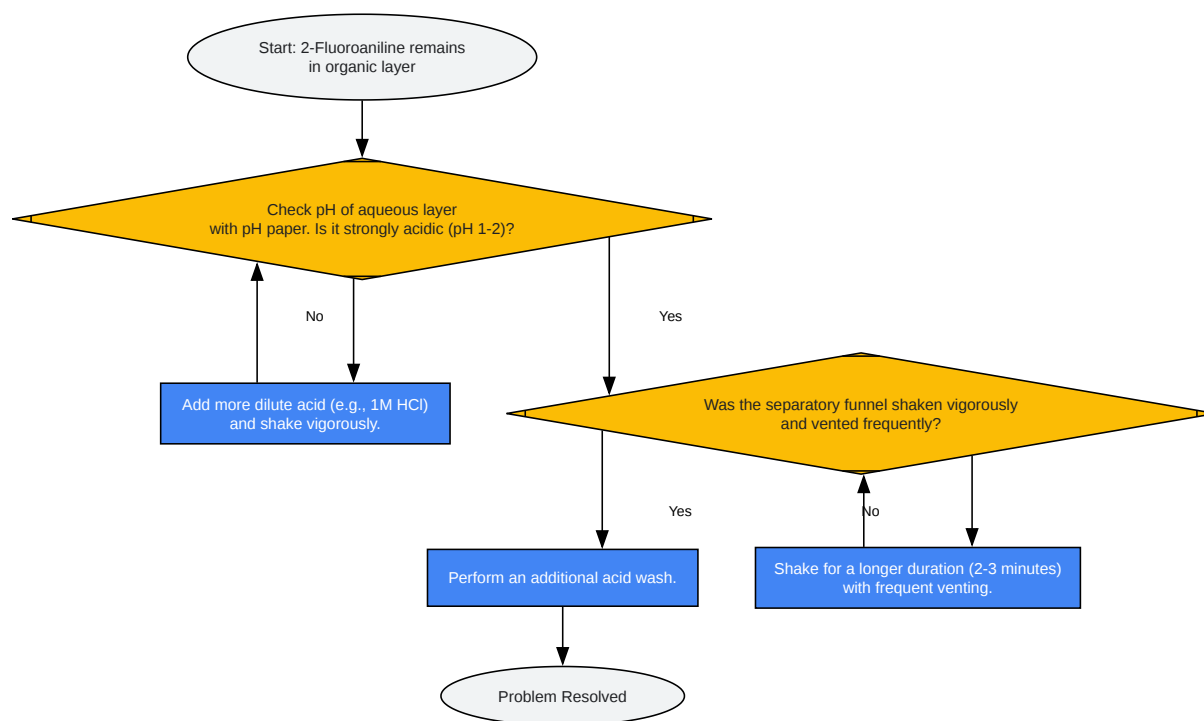 Start: 2-Fluoroaniline remains
in organic layer
Check pH of aqueous layer
with pH paper. Is it strongly acidic (pH 1-2)?
No
Yes
Add more dilute acid (e.g., 1M HCl)
and shake vigorously.
Was the separatory funnel shaken vigorously
and vented frequently?
Yes
No
Perform an additional acid wash.
Shake for a longer duration (2-3 minutes)
with frequent venting.
Problem Resolved